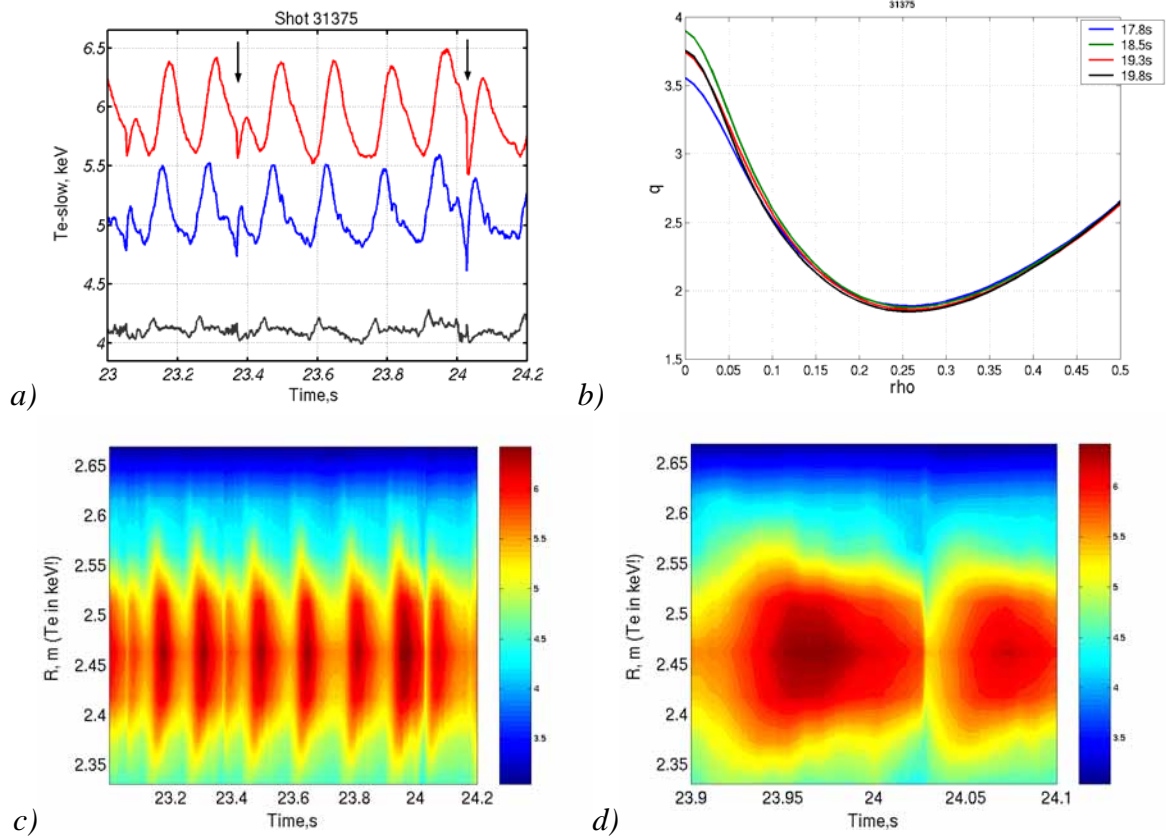 Shot 31375
Te-slow, keV
6.5
6
5.5
5
4.5
4
23 23.2 23.4 23.6 23.8 24 24.2
Time,s
a)
31375
q
4
3.5
3
2.5
2
1.5
17.8s
18.5s
19.3s
19.8s
0 0.05 0.1 0.15 0.2 0.25 0.3 0.35 0.4 0.45 0.5
rho
b)
R, m (Te in keV!)
2.65
2.6
2.55
2.5
2.45
2.4
2.35
6
5.5
5
4.5
4
3.5
23.2 23.4 23.6 23.8 24 24.2
Time,s
c)
R, m (Te in keV!)
2.65
2.6
2.55
2.5
2.45
2.4
2.35
6
5.5
5
4.5
4
3.5
23.9 23.95 24 24.05 24.1
Time,s
d)